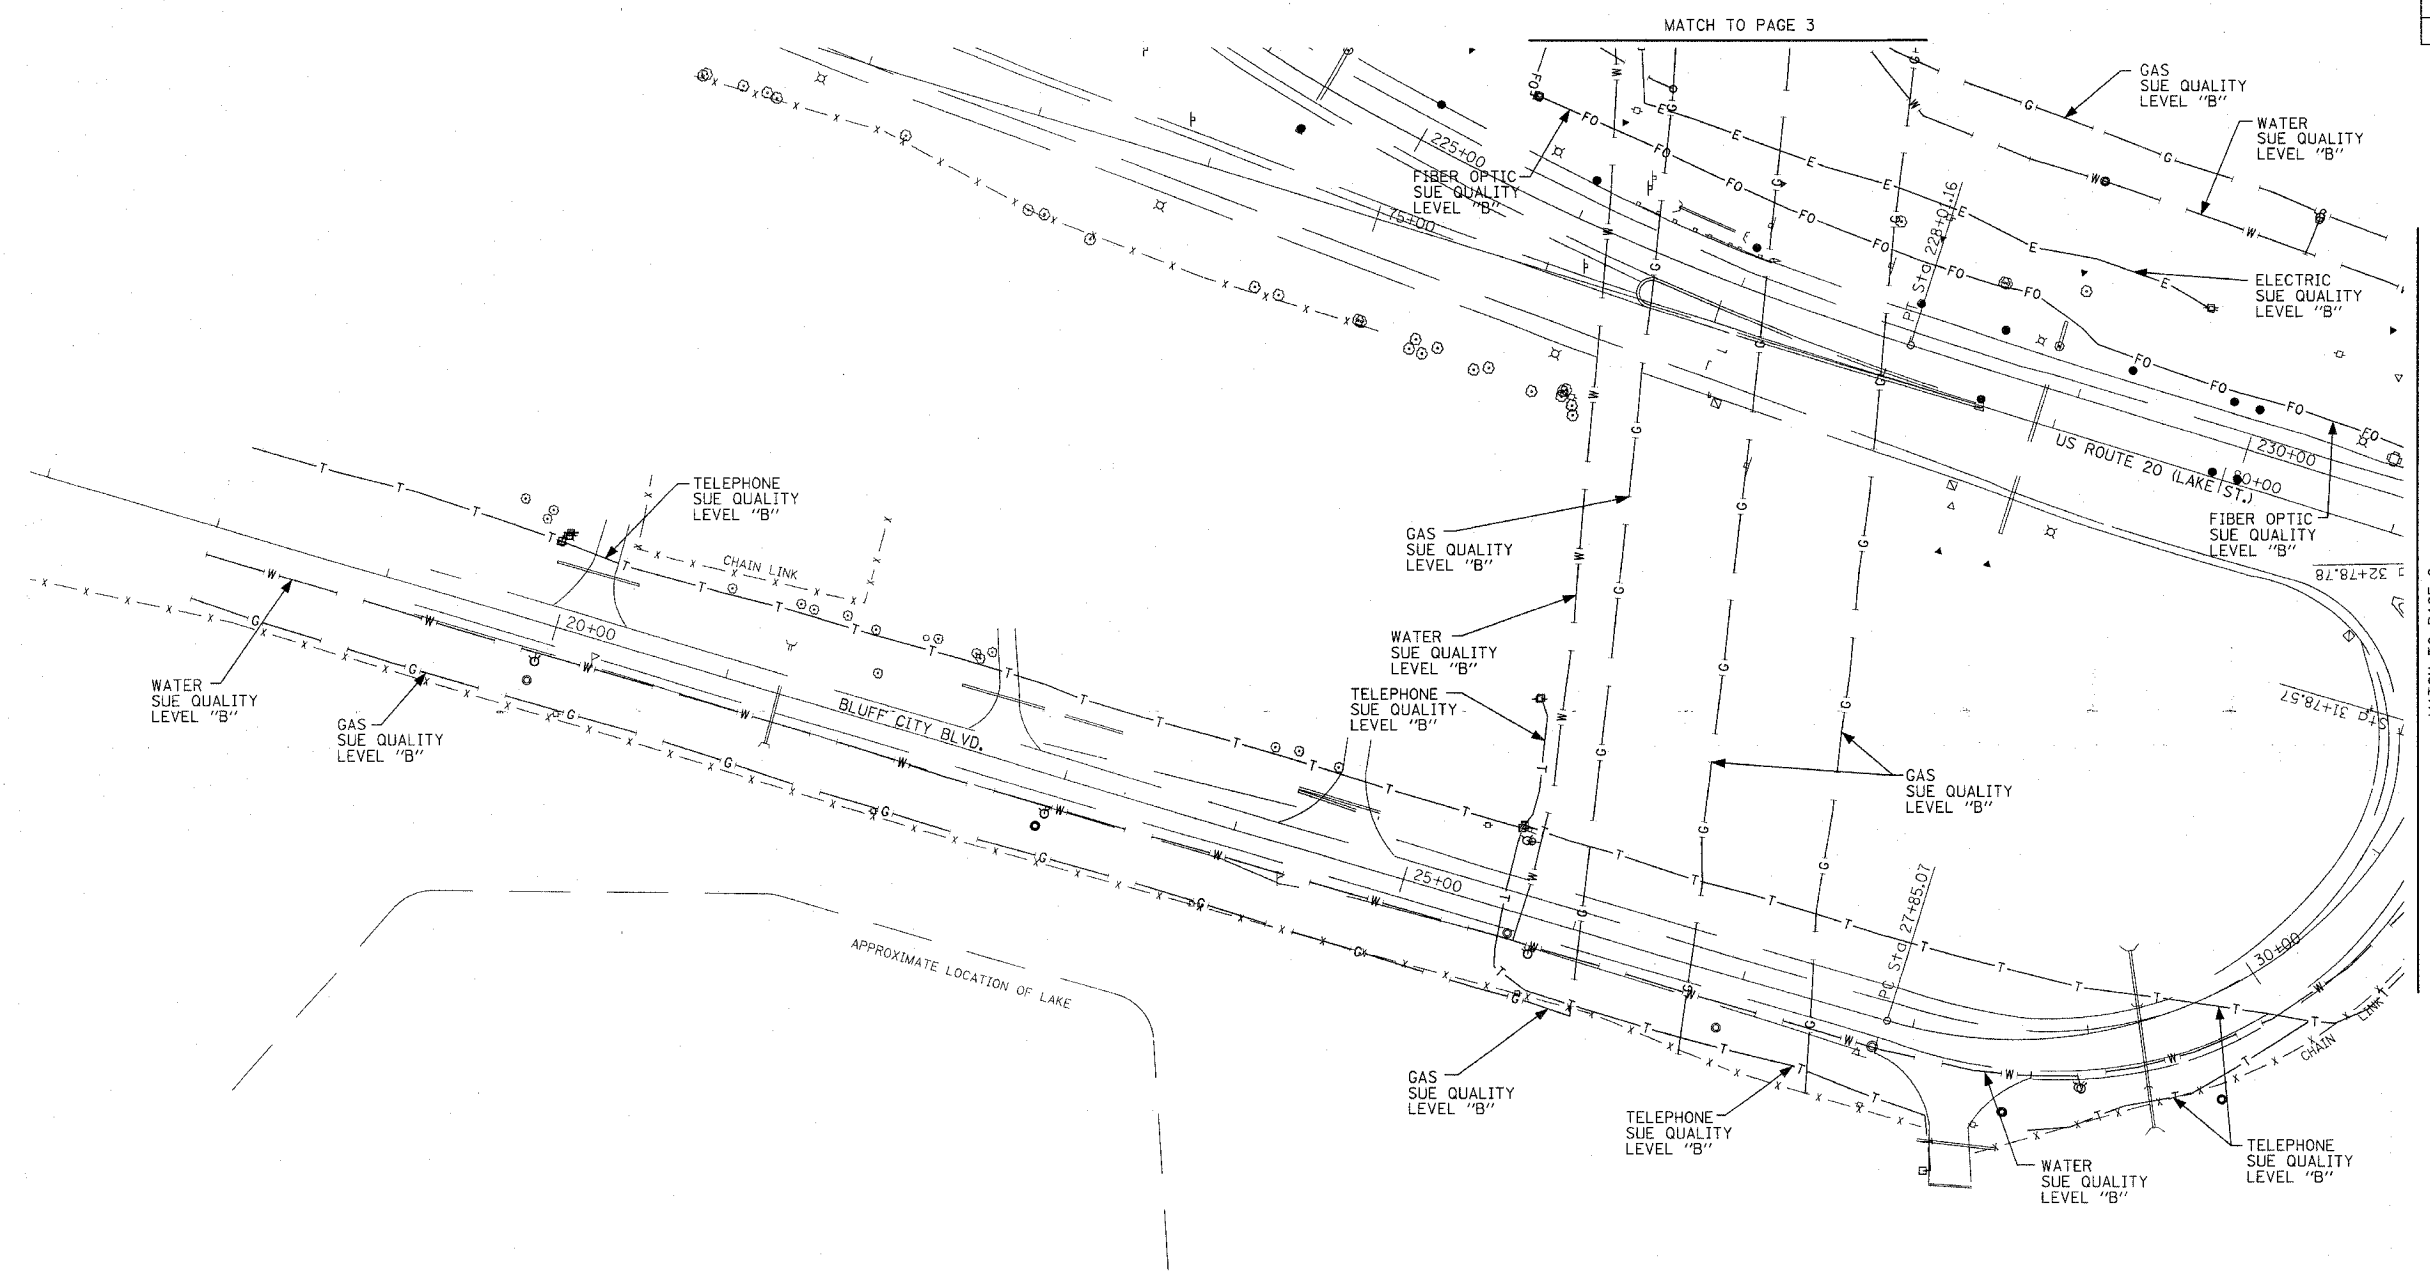 MATCH TO PAGE 3
GAS
SUE QUALITY
LEVEL "B"
WATER
SUE QUALITY
LEVEL "B"
225+00
FIBER OPTIC
SUE QUALITY
LEVEL "B"
75+00
PT Sta 228+01.16
ELECTRIC
SUE QUALITY
LEVEL "B"
US ROUTE 20 (LAKE ST.)
230+00
80+00
FIBER OPTIC
SUE QUALITY
LEVEL "B"
TELEPHONE
SUE QUALITY
LEVEL "B"
CHAIN LINK
GAS
SUE QUALITY
LEVEL "B"
32+78.78
20+00
WATER
SUE QUALITY
LEVEL "B"
WATER
SUE QUALITY
LEVEL "B"
GAS
SUE QUALITY
LEVEL "B"
BLUFF CITY BLVD.
TELEPHONE
SUE QUALITY
LEVEL "B"
Sta 31+78.57
GAS
SUE QUALITY
LEVEL "B"
25+00
PC Sta 27+85.07
30+00
APPROXIMATE LOCATION OF LAKE
CHAIN LINK
GAS
SUE QUALITY
LEVEL "B"
TELEPHONE
SUE QUALITY
LEVEL "B"
WATER
SUE QUALITY
LEVEL "B"
TELEPHONE
SUE QUALITY
LEVEL "B"